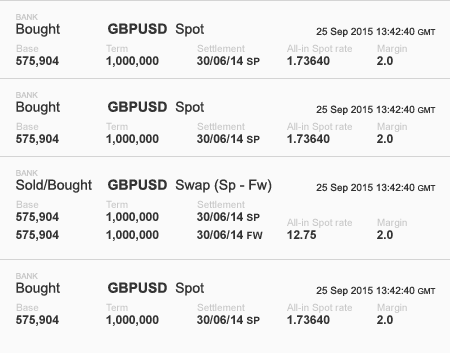 BANK
Bought GBPUSD Spot 25 Sep 2015 13:42:40 GMT
Base Term Settlement All-in Spot rate Margin
575,904 1,000,000 30/06/14 SP 1.73640 2.0
BANK
Bought GBPUSD Spot 25 Sep 2015 13:42:40 GMT
Base Term Settlement All-in Spot rate Margin
575,904 1,000,000 30/06/14 SP 1.73640 2.0
BANK
Sold/Bought GBPUSD Swap (Sp - Fw) 25 Sep 2015 13:42:40 GMT
Base Term Settlement
575,904 1,000,000 30/06/14 SP
All-in Spot rate Margin
575,904 1,000,000 30/06/14 FW 12.75 2.0
BANK
Bought GBPUSD Spot 25 Sep 2015 13:42:40 GMT
Base Term Settlement All-in Spot rate Margin
575,904 1,000,000 30/06/14 SP 1.73640 2.0